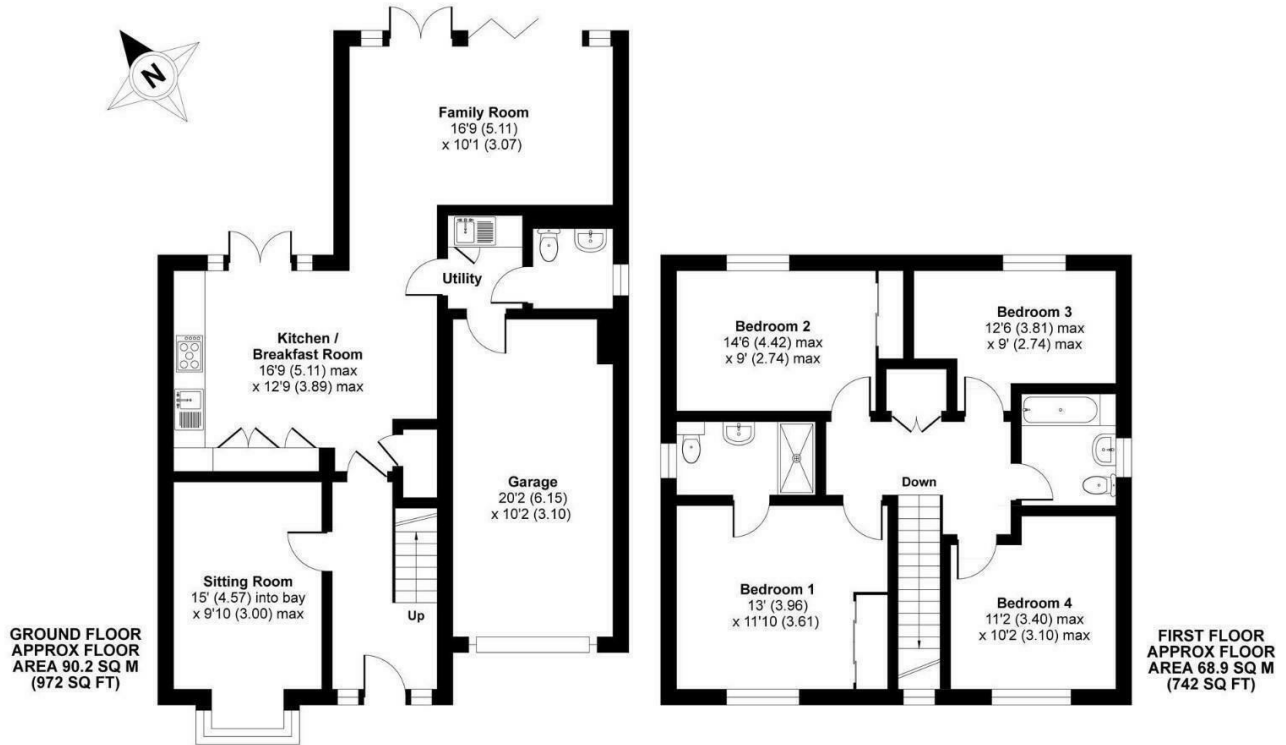 N
Family Room
16'9 (5.11)
x 10'1 (3.07)
Utility
Kitchen /
Breakfast Room
16'9 (5.11) max
x 12'9 (3.89) max
Garage
20'2 (6.15)
x 10'2 (3.10)
Sitting Room
15' (4.57) into bay
x 9'10 (3.00) max
Up
GROUND FLOOR
APPROX FLOOR
AREA 90.2 SQ M
(972 SQ FT)
Bedroom 2
14'6 (4.42) max
x 9' (2.74) max
Bedroom 3
12'6 (3.81) max
x 9' (2.74) max
Down
Bedroom 1
13' (3.96)
x 11'10 (3.61)
Bedroom 4
11'2 (3.40) max
x 10'2 (3.10) max
FIRST FLOOR
APPROX FLOOR
AREA 68.9 SQ M
(742 SQ FT)